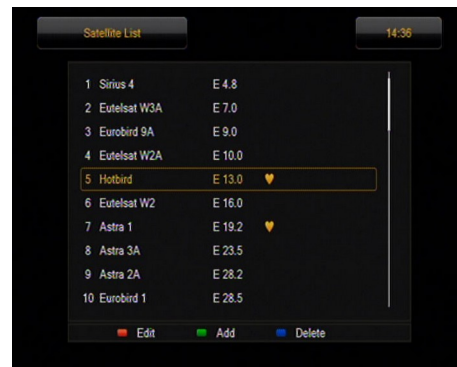 Satellite List 14:36
1 Sirius 4 E 4.8
2 Eutelsat W3A E 7.0
3 Eurobird 9A E 9.0
4 Eutelsat W2A E 10.0
5 Hotbird E 13.0
6 Eutelsat W2 E 16.0
7 Astra 1 E 19.2
8 Astra 3A E 23.5
9 Astra 2A E 28.2
10 Eurobird 1 E 28.5
Edit Add Delete